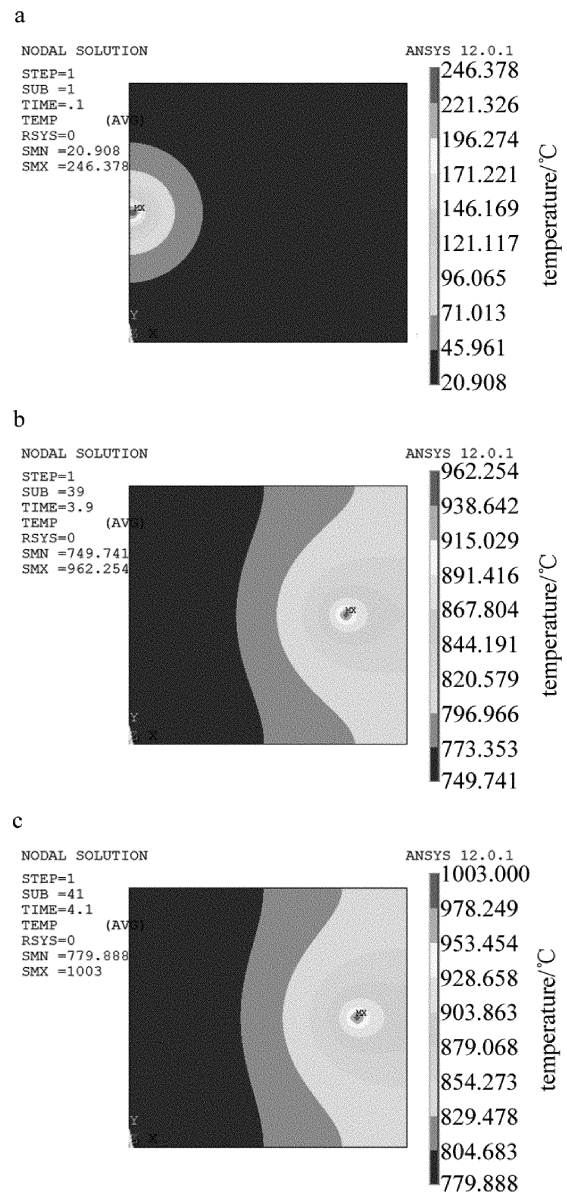 a
NODAL SOLUTION
ANSYS 12.0.1
STEP=1
SUB =1
TIME=.1
TEMP (AVG)
RSYS=0
SMN =20.908
SMX =246.378
MX
Y
Z X
246.378
221.326
196.274
171.221
146.169
121.117
96.065
71.013
45.961
20.908
temperature/℃
b
NODAL SOLUTION
ANSYS 12.0.1
STEP=1
SUB =39
TIME=3.9
TEMP (AVG)
RSYS=0
SMN =749.741
SMX =962.254
MX
Y
Z X
962.254
938.642
915.029
891.416
867.804
844.191
820.579
796.966
773.353
749.741
temperature/℃
c
NODAL SOLUTION
ANSYS 12.0.1
STEP=1
SUB =41
TIME=4.1
TEMP (AVG)
RSYS=0
SMN =779.888
SMX =1003
MX
Y
Z X
1003.000
978.249
953.454
928.658
903.863
879.068
854.273
829.478
804.683
779.888
temperature/℃